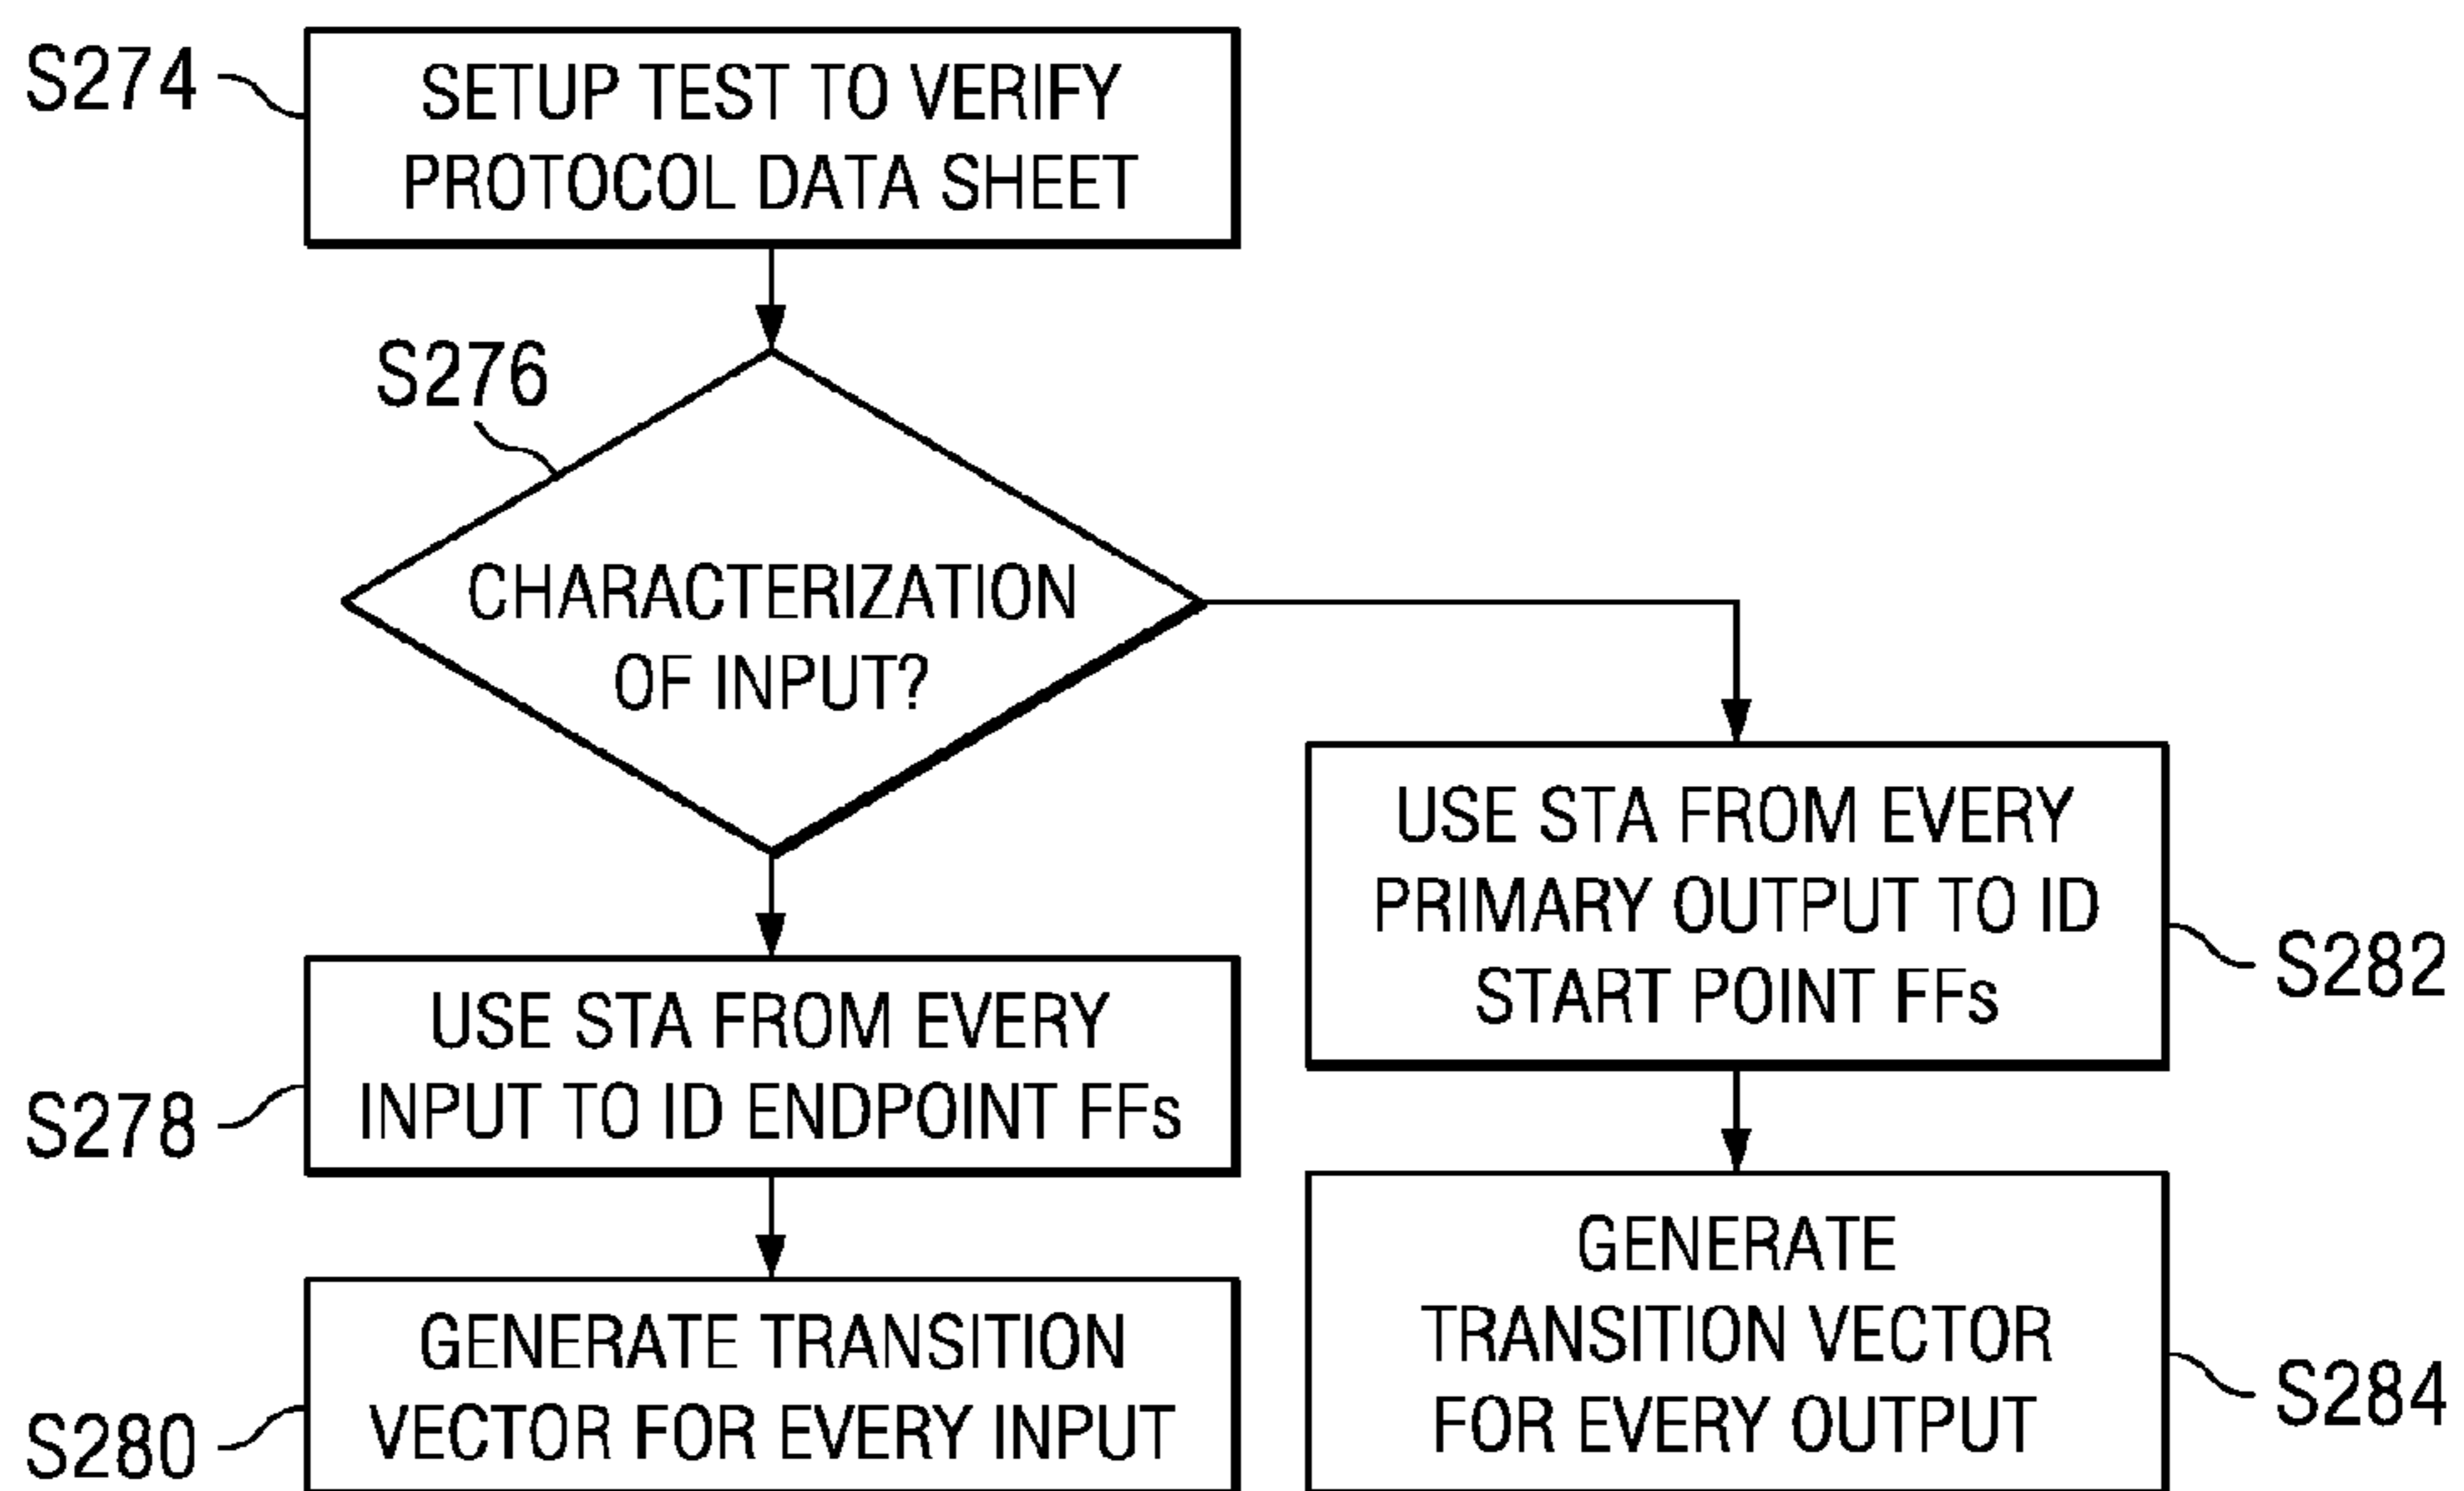 S274
SETUP TEST TO VERIFY
PROTOCOL DATA SHEET
S276
CHARACTERIZATION
OF INPUT?
USE STA FROM EVERY
INPUT TO ID ENDPOINT FFs
S278
GENERATE TRANSITION
VECTOR FOR EVERY INPUT
S280
USE STA FROM EVERY
PRIMARY OUTPUT TO ID
START POINT FFs
S282
GENERATE
TRANSITION VECTOR
FOR EVERY OUTPUT
S284